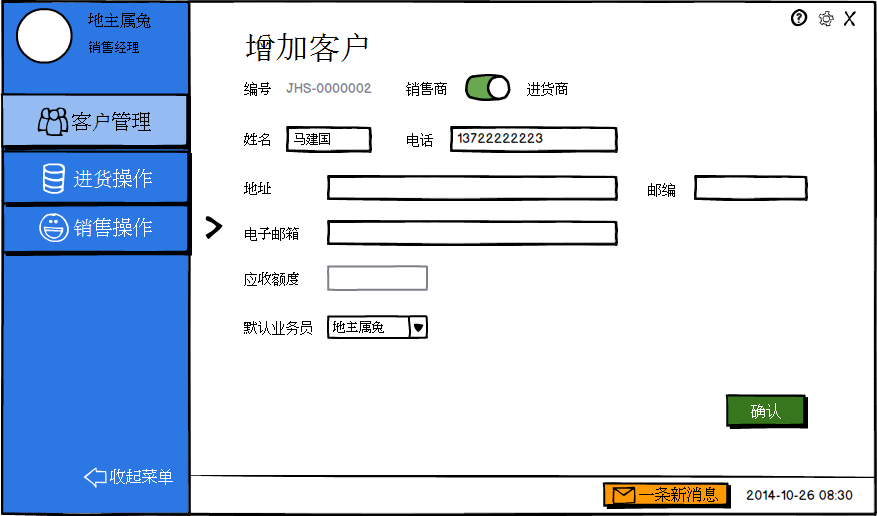 地主属兔
销售经理
客户管理
进货操作
销售操作
收起菜单
增加客户
编号 JHS-0000002 销售商 进货商
姓名 马建国 电话 13722222223
地址 邮编
电子邮箱
应收额度
默认业务员 地主属兔
确认
一条新消息 2014-10-26 08:30